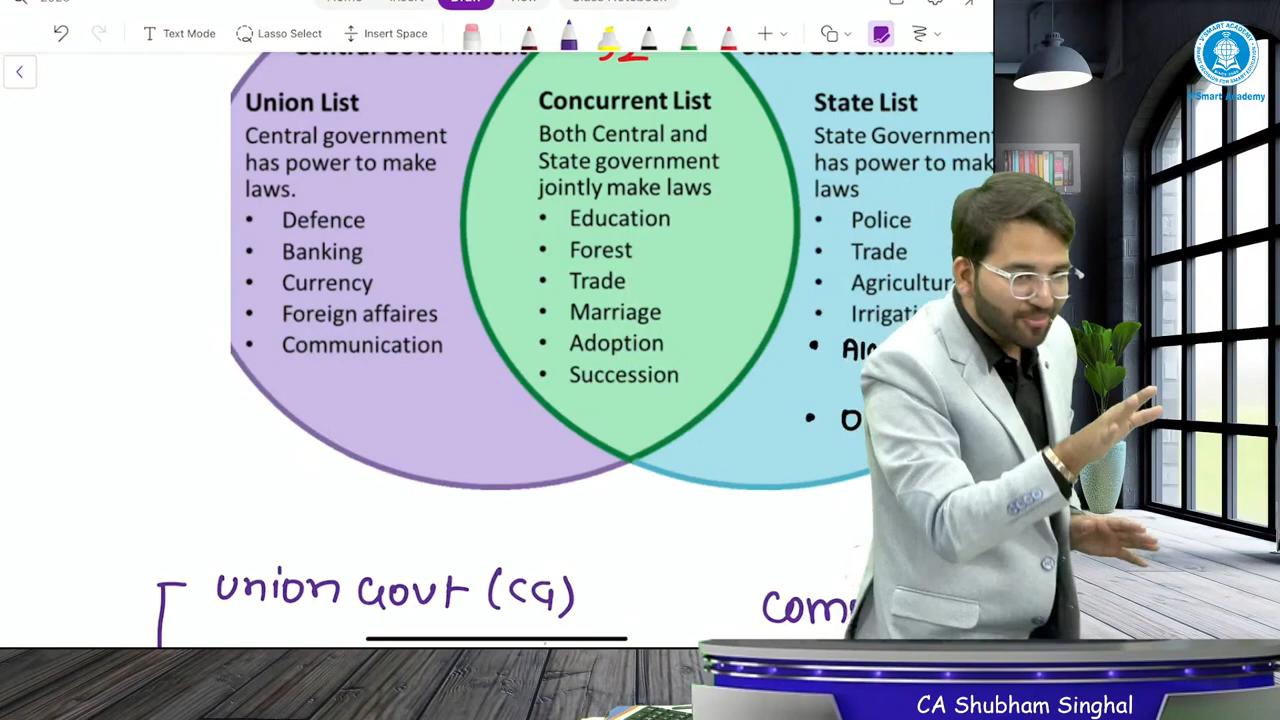 Text Mode
Lasso Select
Insert Space
Union List
Central government
has power to make
laws.
• Defence
• Banking
• Currency
• Foreign affaires
• Communication
Concurrent List
Both Central and
State government
jointly make laws
• Education
• Forest
• Trade
• Marriage
• Adoption
• Succession
State List
State Government
has power to mak
laws
• Police
• Trade
• Agricultur
• Irrigati
union Govt (CG)
com
V'Smart Academy
CA Shubham Singhal